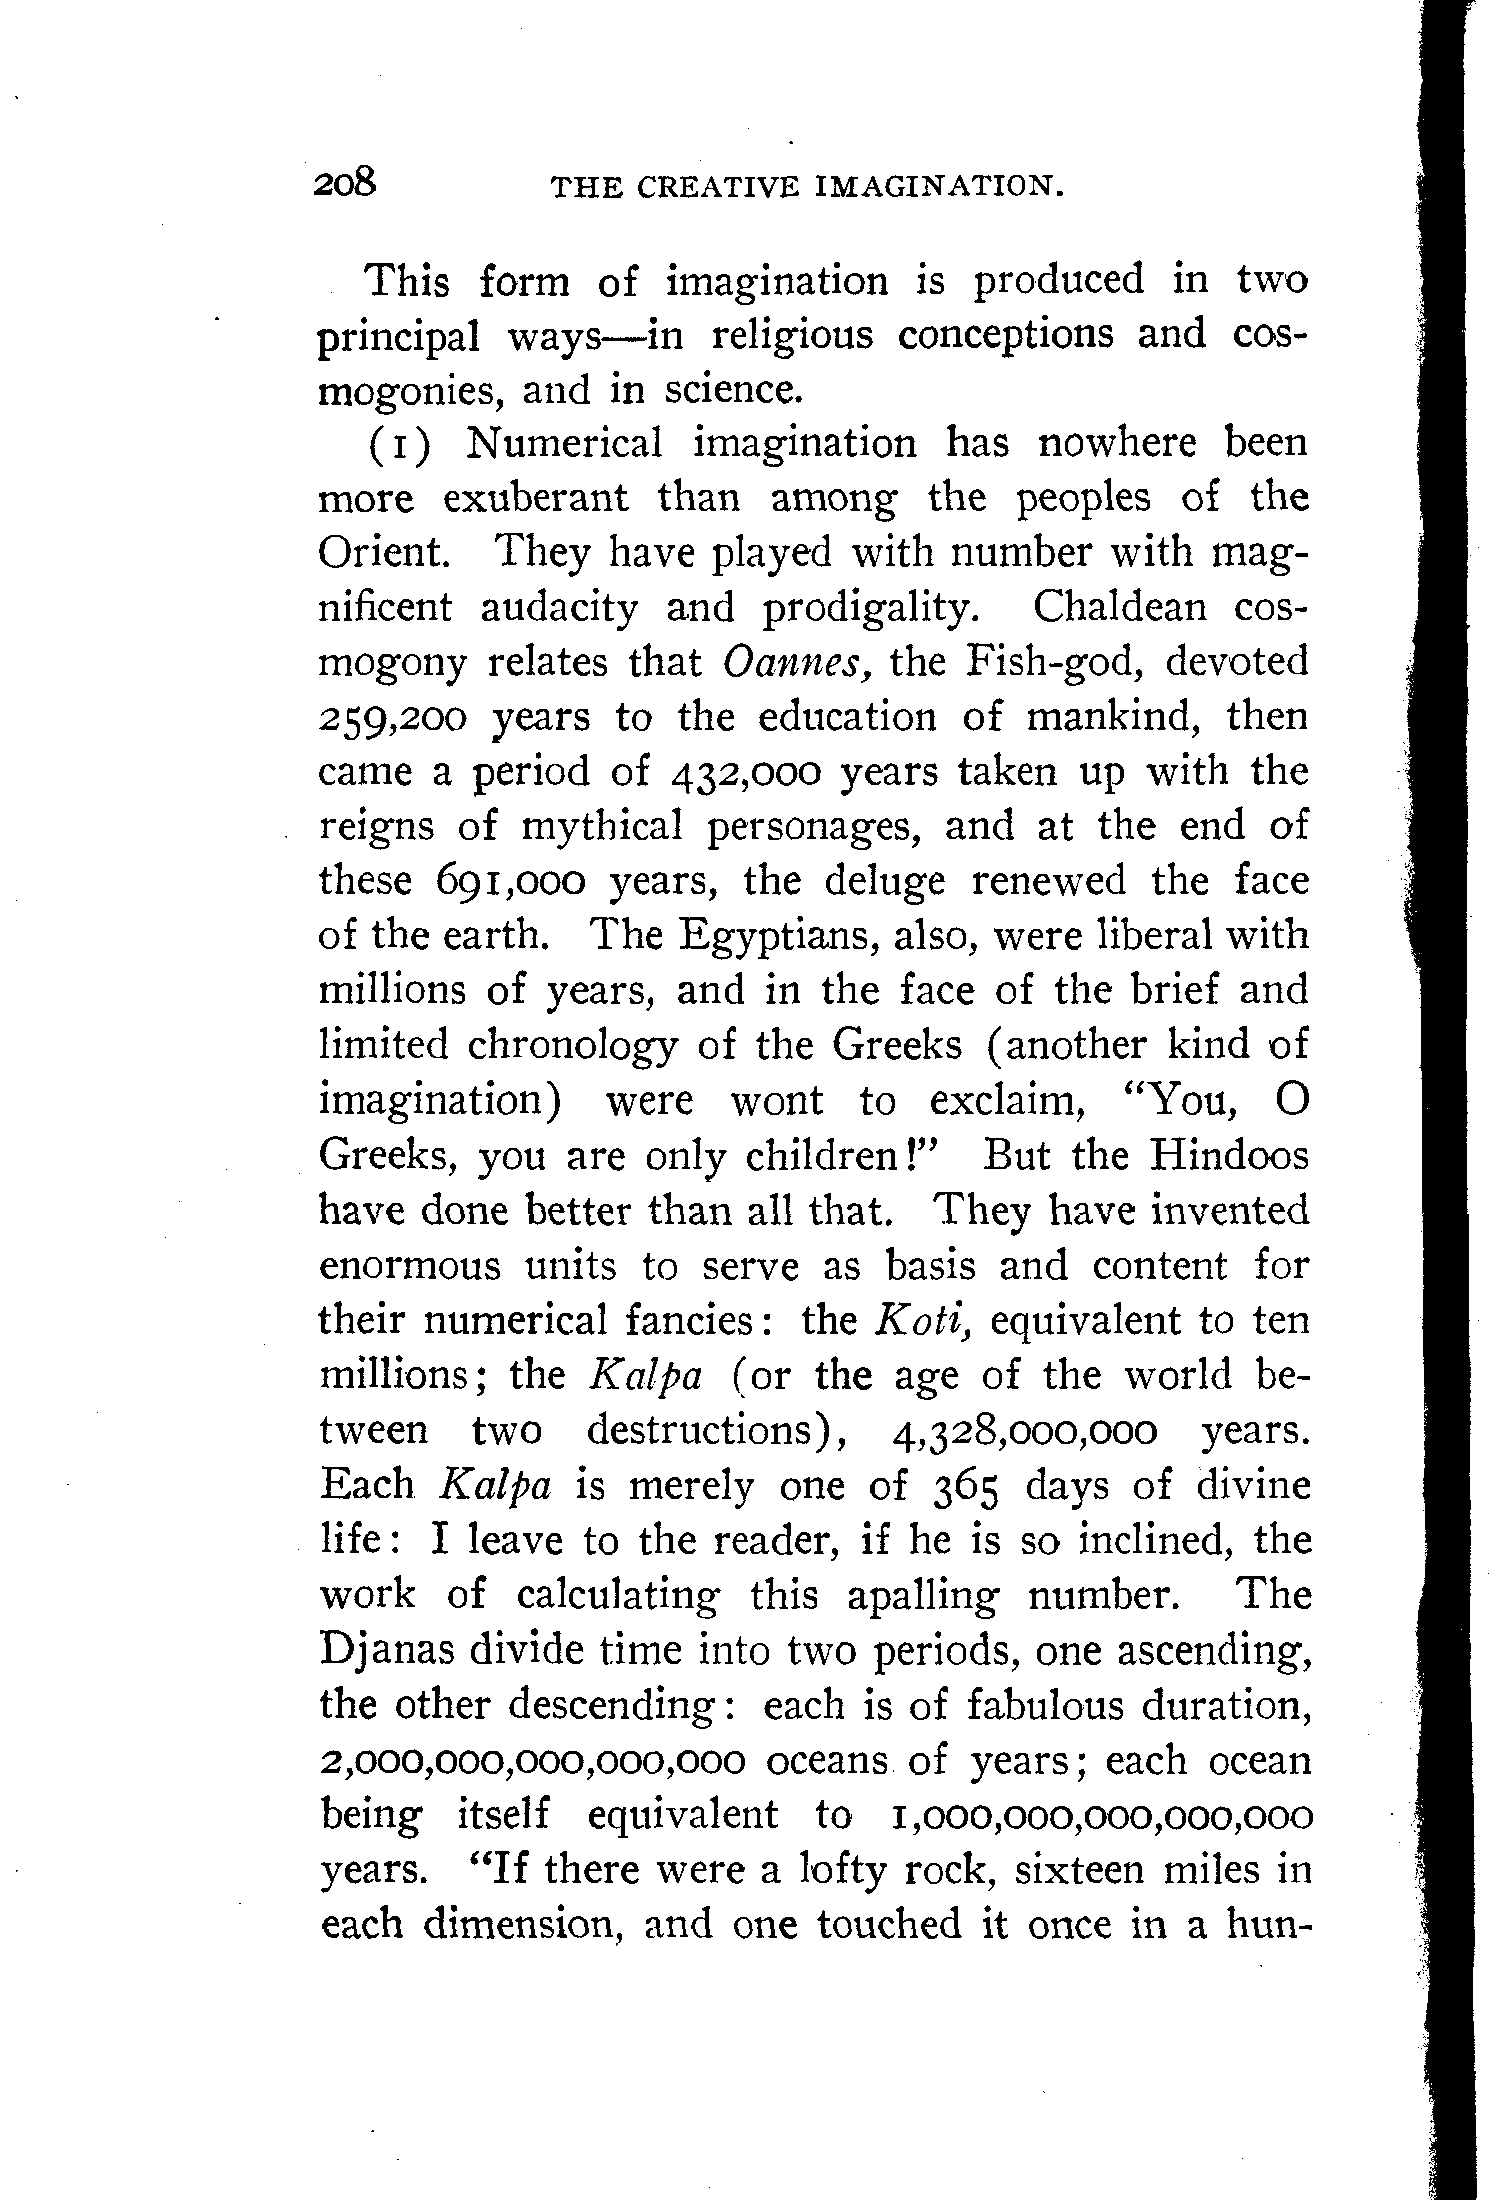 208 THE CREATIVE IMAGINATION.
This form of imagination is produced in two
principal ways—in religious conceptions and cos-
mogonies, and in science.
(1) Numerical imagination has nowhere been
more exuberant than among the peoples of the
Orient. They have played with number with mag-
nificent audacity and prodigality. Chaldean cos-
mogony relates that Oannes, the Fish-god, devoted
259,200 years to the education of mankind, then
came a period of 432,000 years taken up with the
reigns of mythical personages, and at the end of
these 691,000 years, the deluge renewed the face
of the earth. The Egyptians, also, were liberal with
millions of years, and in the face of the brief and
limited chronology of the Greeks (another kind of
imagination) were wont to exclaim, "You, O
Greeks, you are only children!" But the Hindoos
have done better than all that. They have invented
enormous units to serve as basis and content for
their numerical fancies: the Koti, equivalent to ten
millions; the Kalpa (or the age of the world be-
tween two destructions), 4,328,000,000 years.
Each Kalpa is merely one of 365 days of divine
life: I leave to the reader, if he is so inclined, the
work of calculating this apalling number. The
Djanas divide time into two periods, one ascending,
the other descending: each is of fabulous duration,
2,000,000,000,000,000 oceans of years; each ocean
being itself equivalent to 1,000,000,000,000,000
years. "If there were a lofty rock, sixteen miles in
each dimension, and one touched it once in a hun-